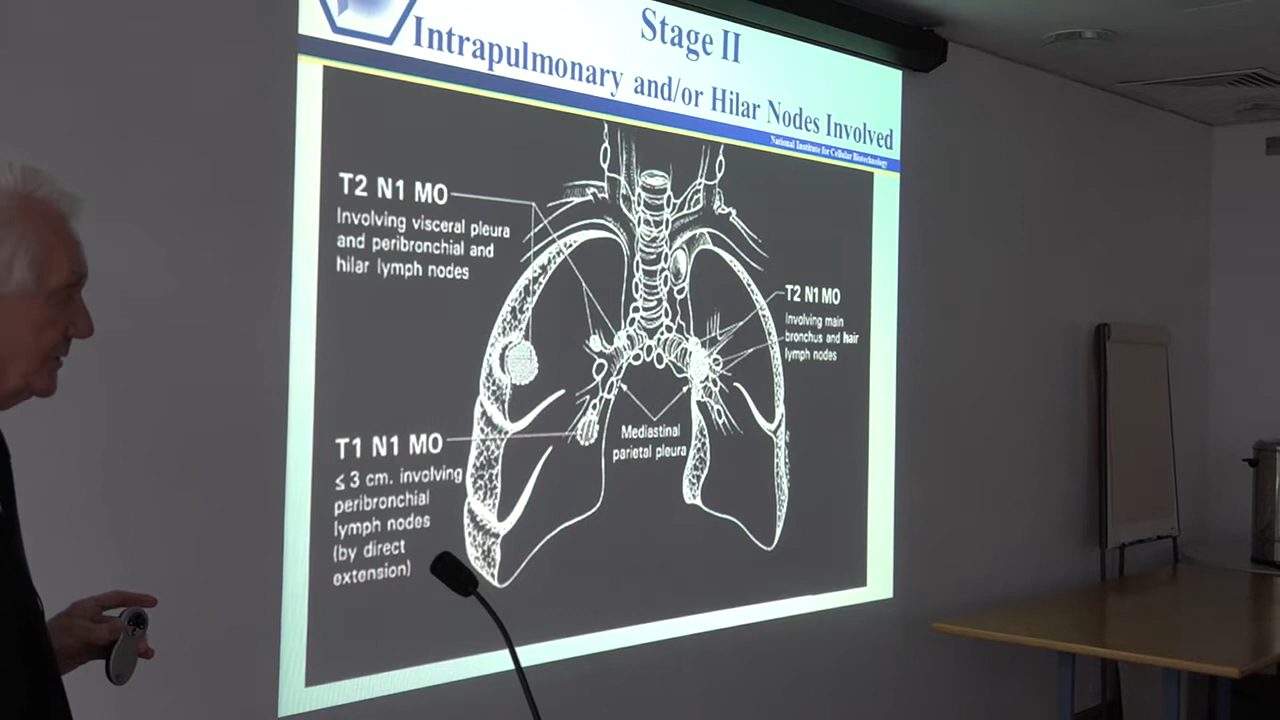 Stage II
Intrapulmonary and/or Hilar Nodes Involved
National Institute for Cellular Biotechnology
T2 N1 MO
Involving visceral pleura
and peribronchial and
hilar lymph nodes
T2 N1 MO
Involving main
bronchus and hair
lymph nodes
T1 N1 MO
≤ 3 cm. involving
peribronchial
lymph nodes
(by direct
extension)
Mediastinal
parietal pleura